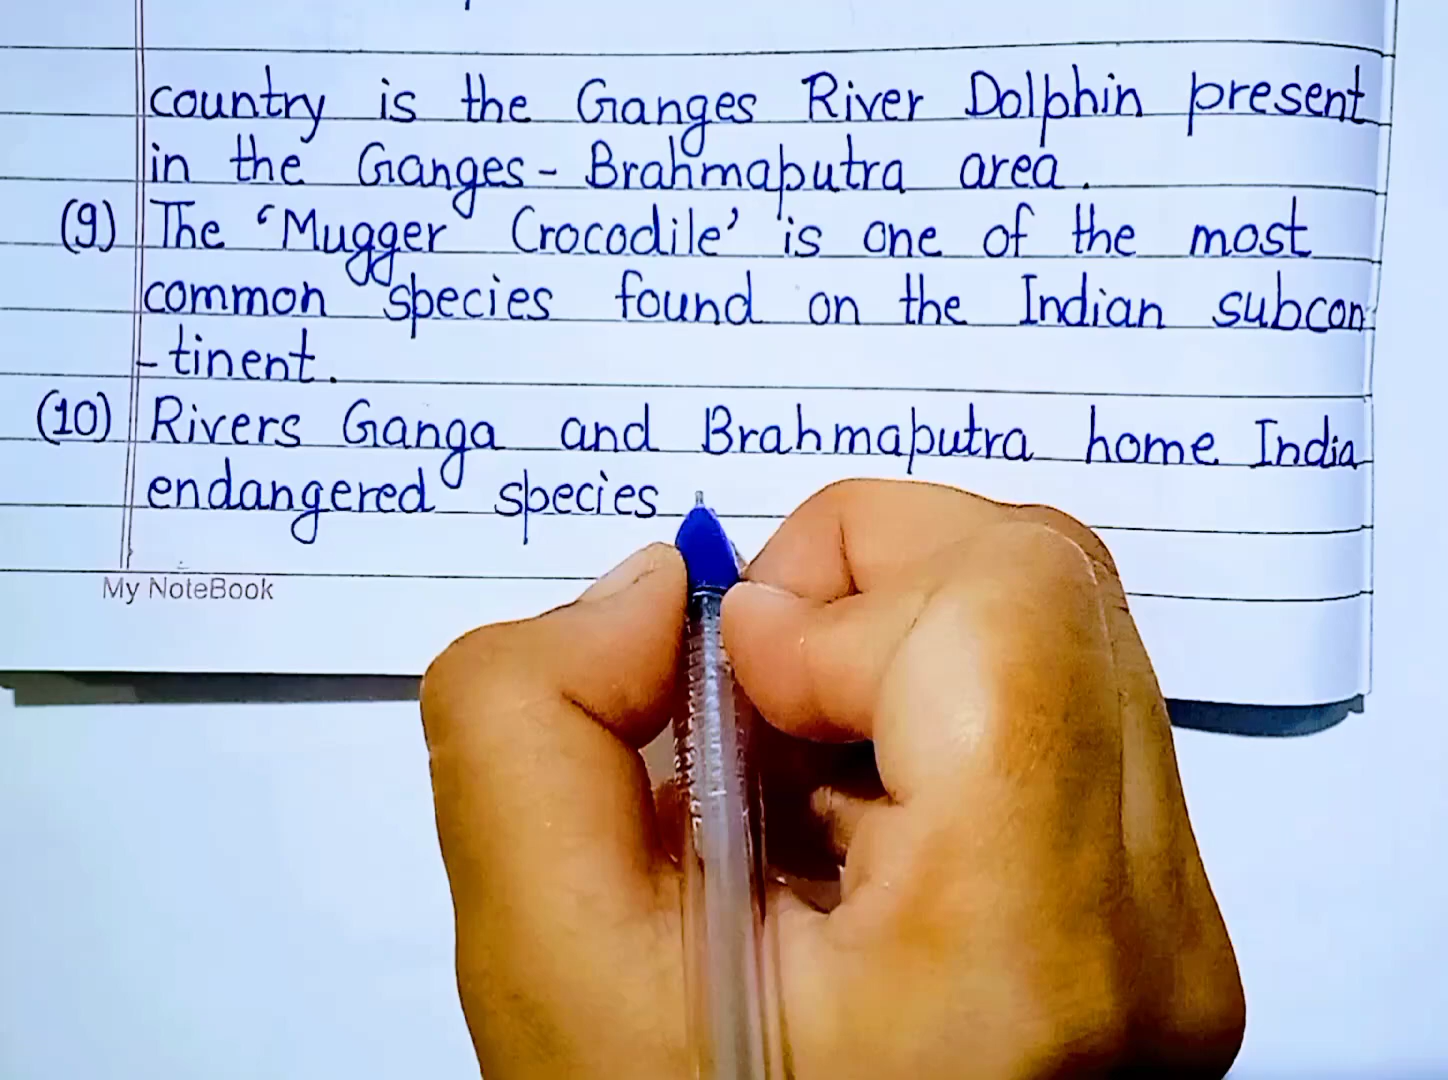 country is the Ganges River Dolphin present
in the Ganges - Brahmaputra area.
(9) The 'Mugger Crocodile' is one of the most
common species found on the Indian subcon
- tinent.
(10) Rivers Ganga and Brahmaputra home India
endangered species
My NoteBook